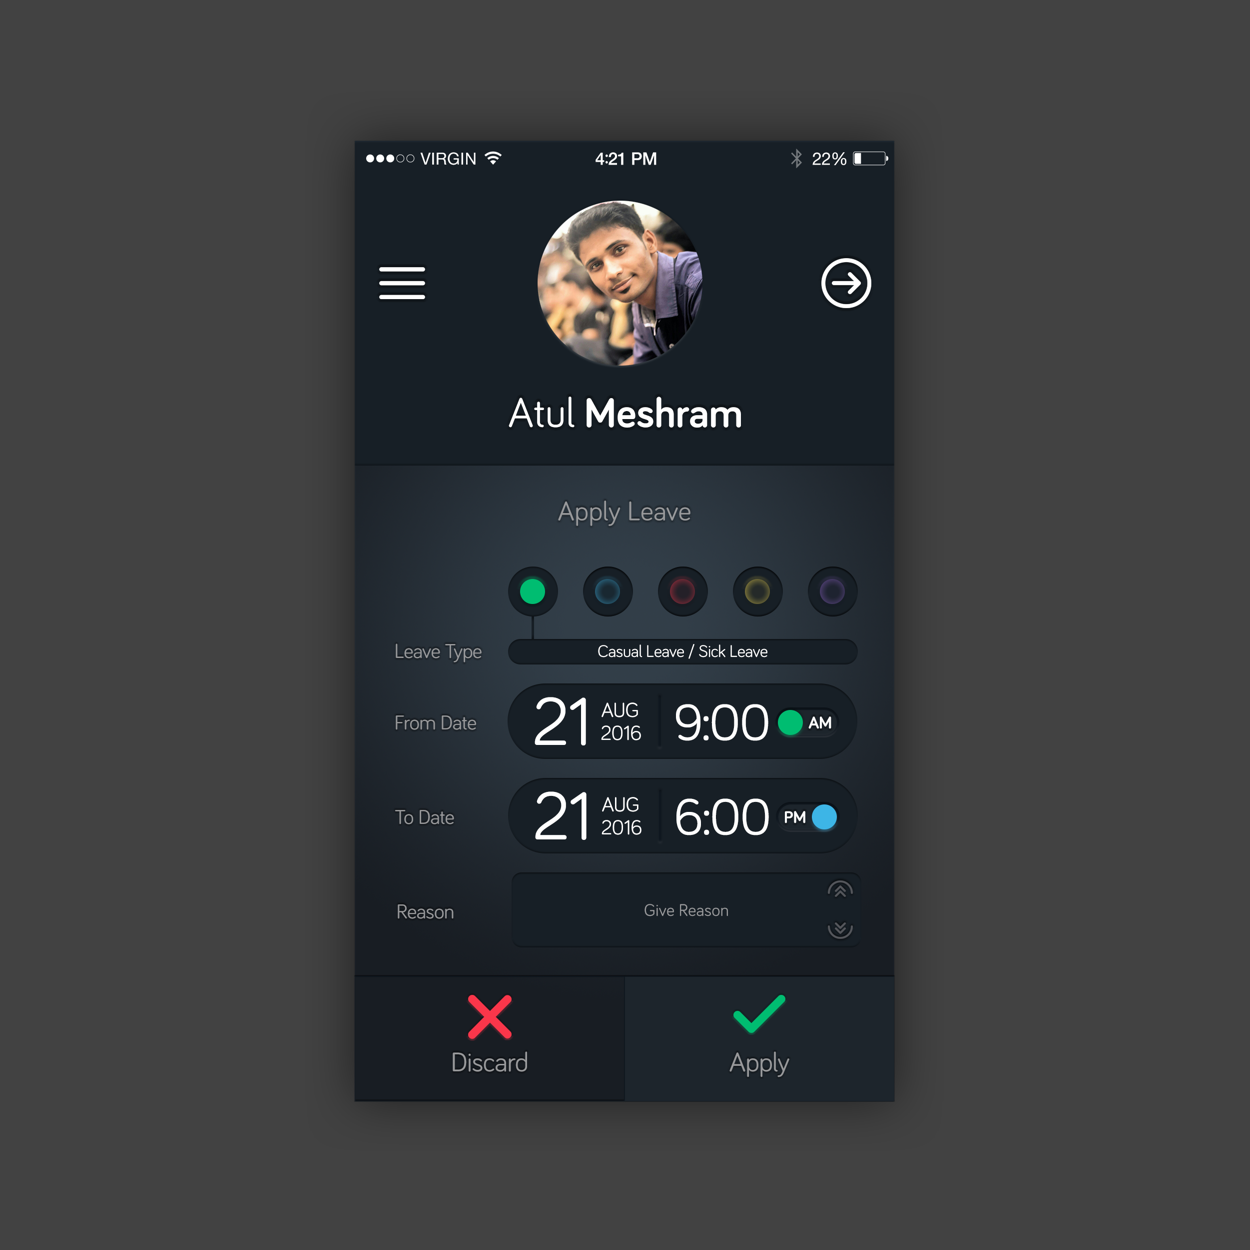 VIRGIN 4:21 PM 22%
Atul Meshram
Apply Leave
Leave Type Casual Leave / Sick Leave
From Date 21 AUG 2016 9:00 AM
To Date 21 AUG 2016 6:00 PM
Reason Give Reason
Discard Apply